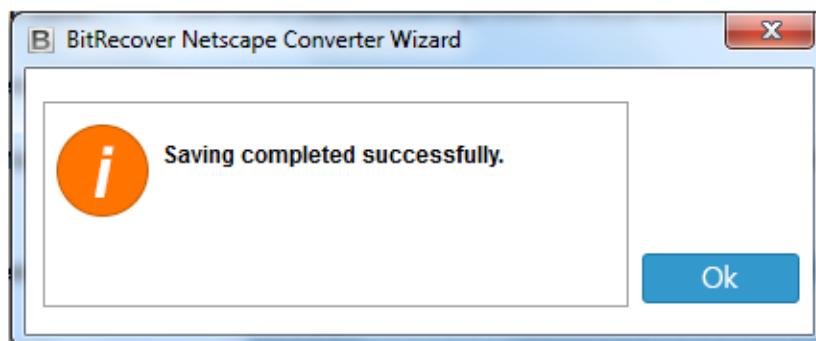 B BitRecover Netscape Converter Wizard
x
i Saving completed successfully.
Ok